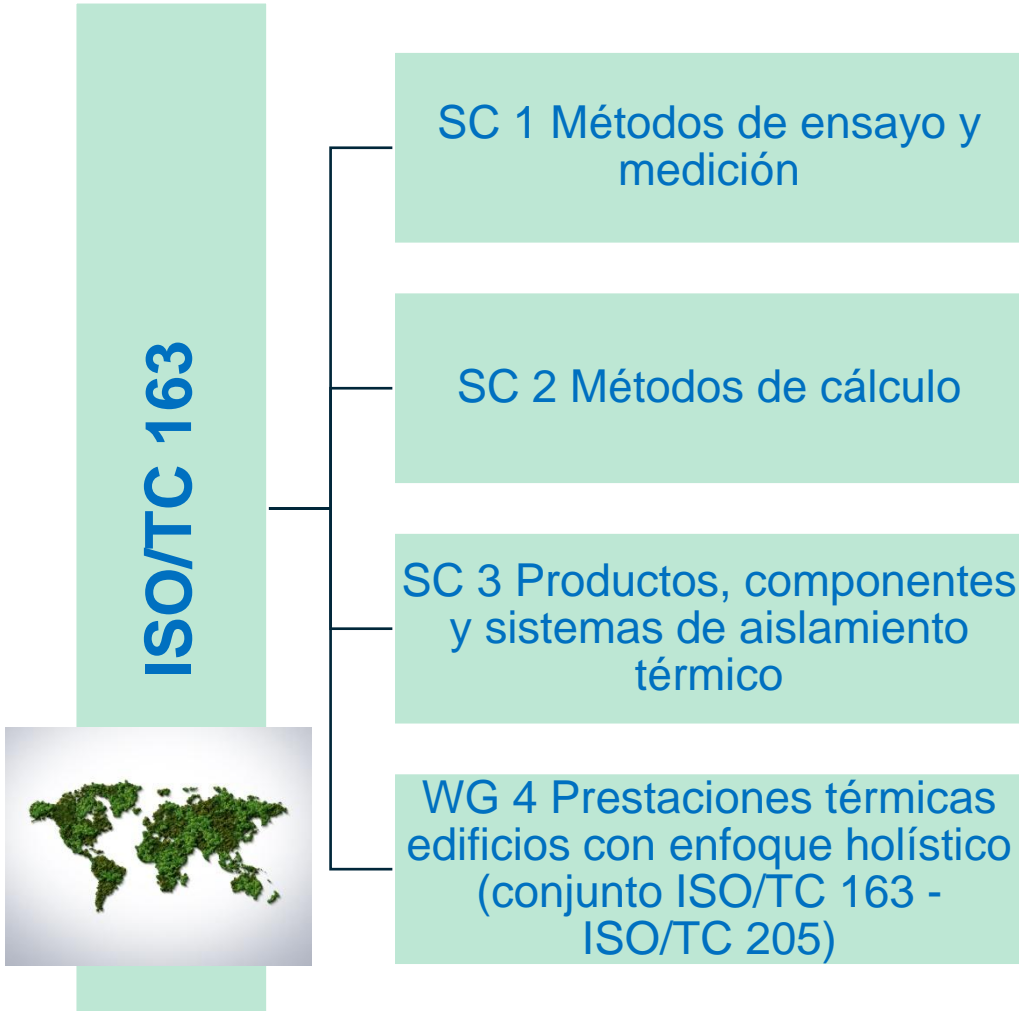 ISO/TC 163
SC 1 Métodos de ensayo y
medición
SC 2 Métodos de cálculo
SC 3 Productos, componentes
y sistemas de aislamiento
térmico
WG 4 Prestaciones térmicas
edificios con enfoque holístico
(conjunto ISO/TC 163 -
ISO/TC 205)